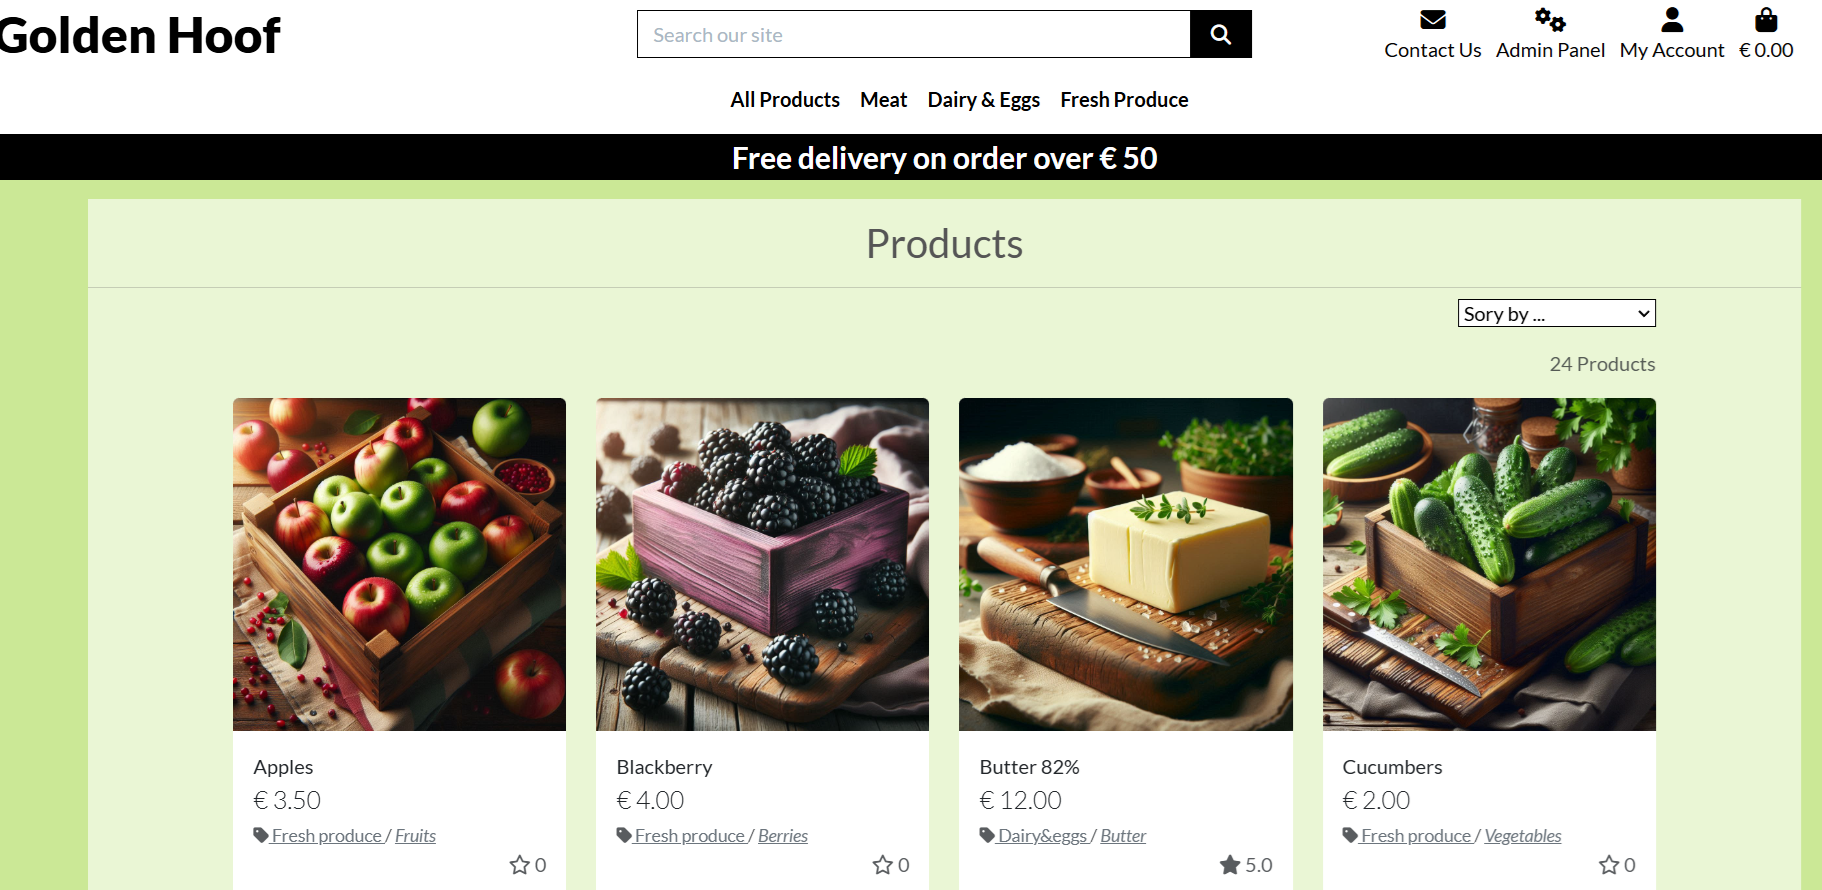 Golden Hoof
Search our site
Contact Us
Admin Panel
My Account
€ 0.00
All Products
Meat
Dairy & Eggs
Fresh Produce
Free delivery on order over € 50
Products
Sory by ...
24 Products
Apples
€ 3.50
Fresh produce / Fruits
0
Blackberry
€ 4.00
Fresh produce / Berries
0
Butter 82%
€ 12.00
Dairy&eggs / Butter
5.0
Cucumbers
€ 2.00
Fresh produce / Vegetables
0